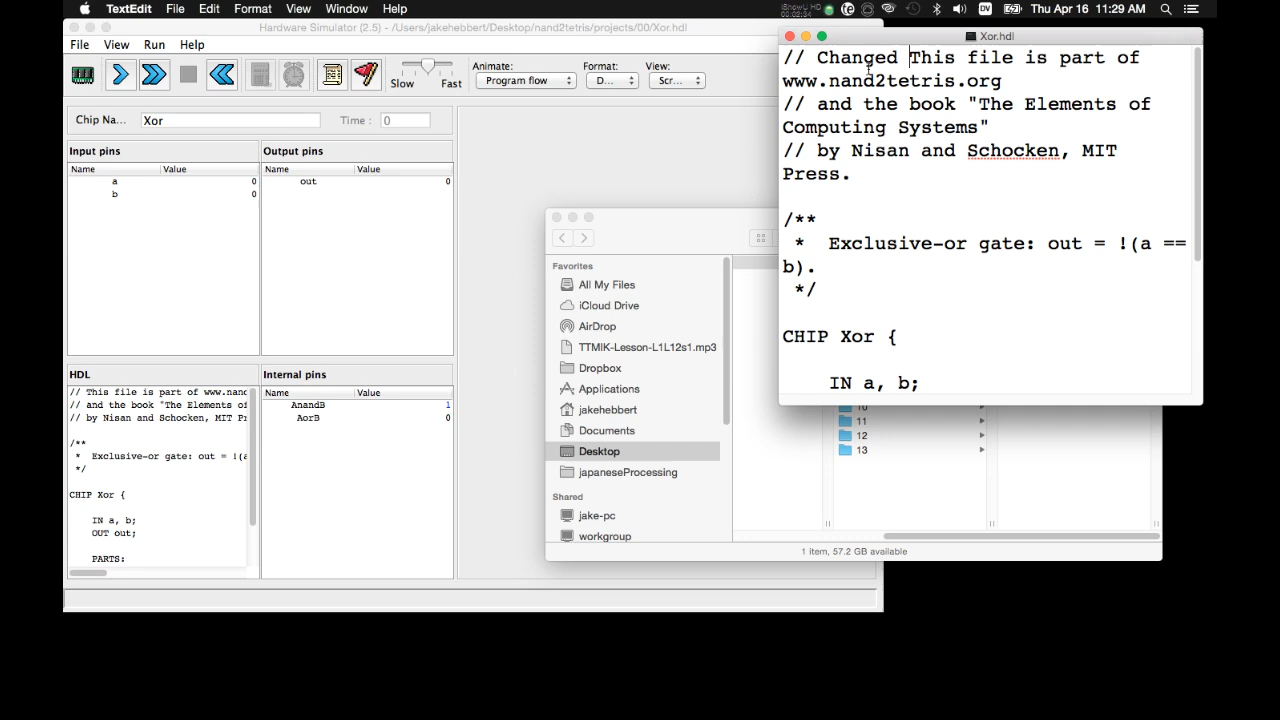 TextEdit File Edit Format View Window Help
iShowU HD
00:02:34
DV
Thu Apr 16 11:29 AM
Hardware Simulator (2.5) - /Users/jakehebbert/Desktop/nand2tetris/projects/00/Xor.hdl
File View Run Help
Slow Fast
Animate:
Program flow
Format:
D...
View:
Scr...
Chip Na...
Xor
Time :
0
Input pins
Name Value
a 0
b 0
Output pins
Name Value
out 0
HDL
// This file is part of www.nand
// and the book "The Elements of
// by Nisan and Schocken, MIT Pr
/**
* Exclusive-or gate: out = !(a
*/
CHIP Xor {
IN a, b;
OUT out;
PARTS:
Internal pins
Name Value
AnandB 1
AorB 0
Favorites
All My Files
iCloud Drive
AirDrop
TTMIK-Lesson-L1L12s1.mp3
Dropbox
Applications
jakehebbert
Documents
Desktop
japaneseProcessing
Shared
jake-pc
workgroup
10
11
12
13
1 item, 57.2 GB available
Xor.hdl
// Changed This file is part of
www.nand2tetris.org
// and the book "The Elements of
Computing Systems"
// by Nisan and Schocken, MIT
Press.
/**
* Exclusive-or gate: out = !(a ==
b).
*/
CHIP Xor {
IN a, b;